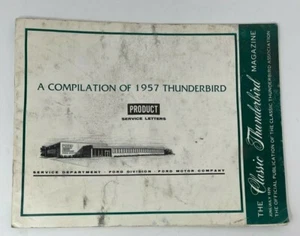 A COMPILATION OF 1957 THUNDERBIRD
PRODUCT
SERVICE LETTERS
SERVICE DEPARTMENT · FORD DIVISION · FORD MOTOR COMPANY
THE Classic Thunderbird MAGAZINE
THE OFFICIAL PUBLICATION OF THE CLASSIC THUNDERBIRD ASSOCIATION